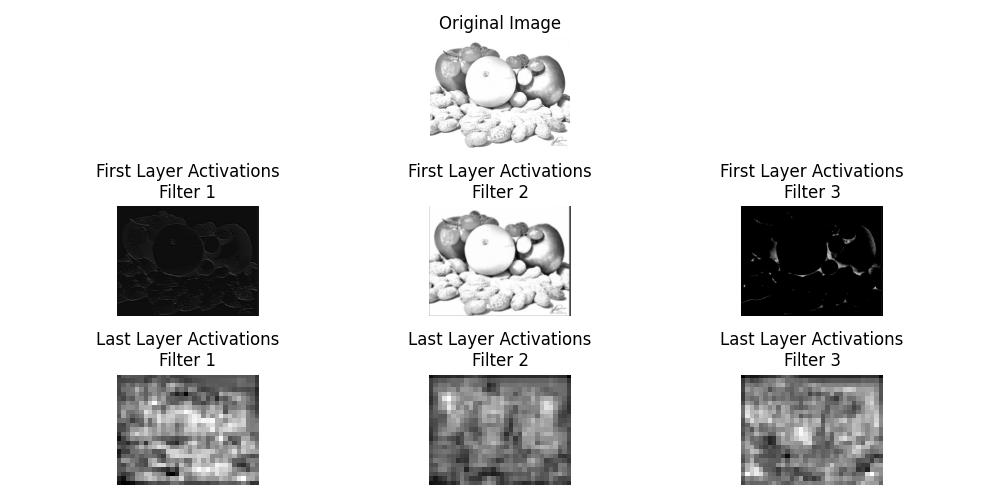 Original Image
First Layer Activations
Filter 1
First Layer Activations
Filter 2
First Layer Activations
Filter 3
Last Layer Activations
Filter 1
Last Layer Activations
Filter 2
Last Layer Activations
Filter 3